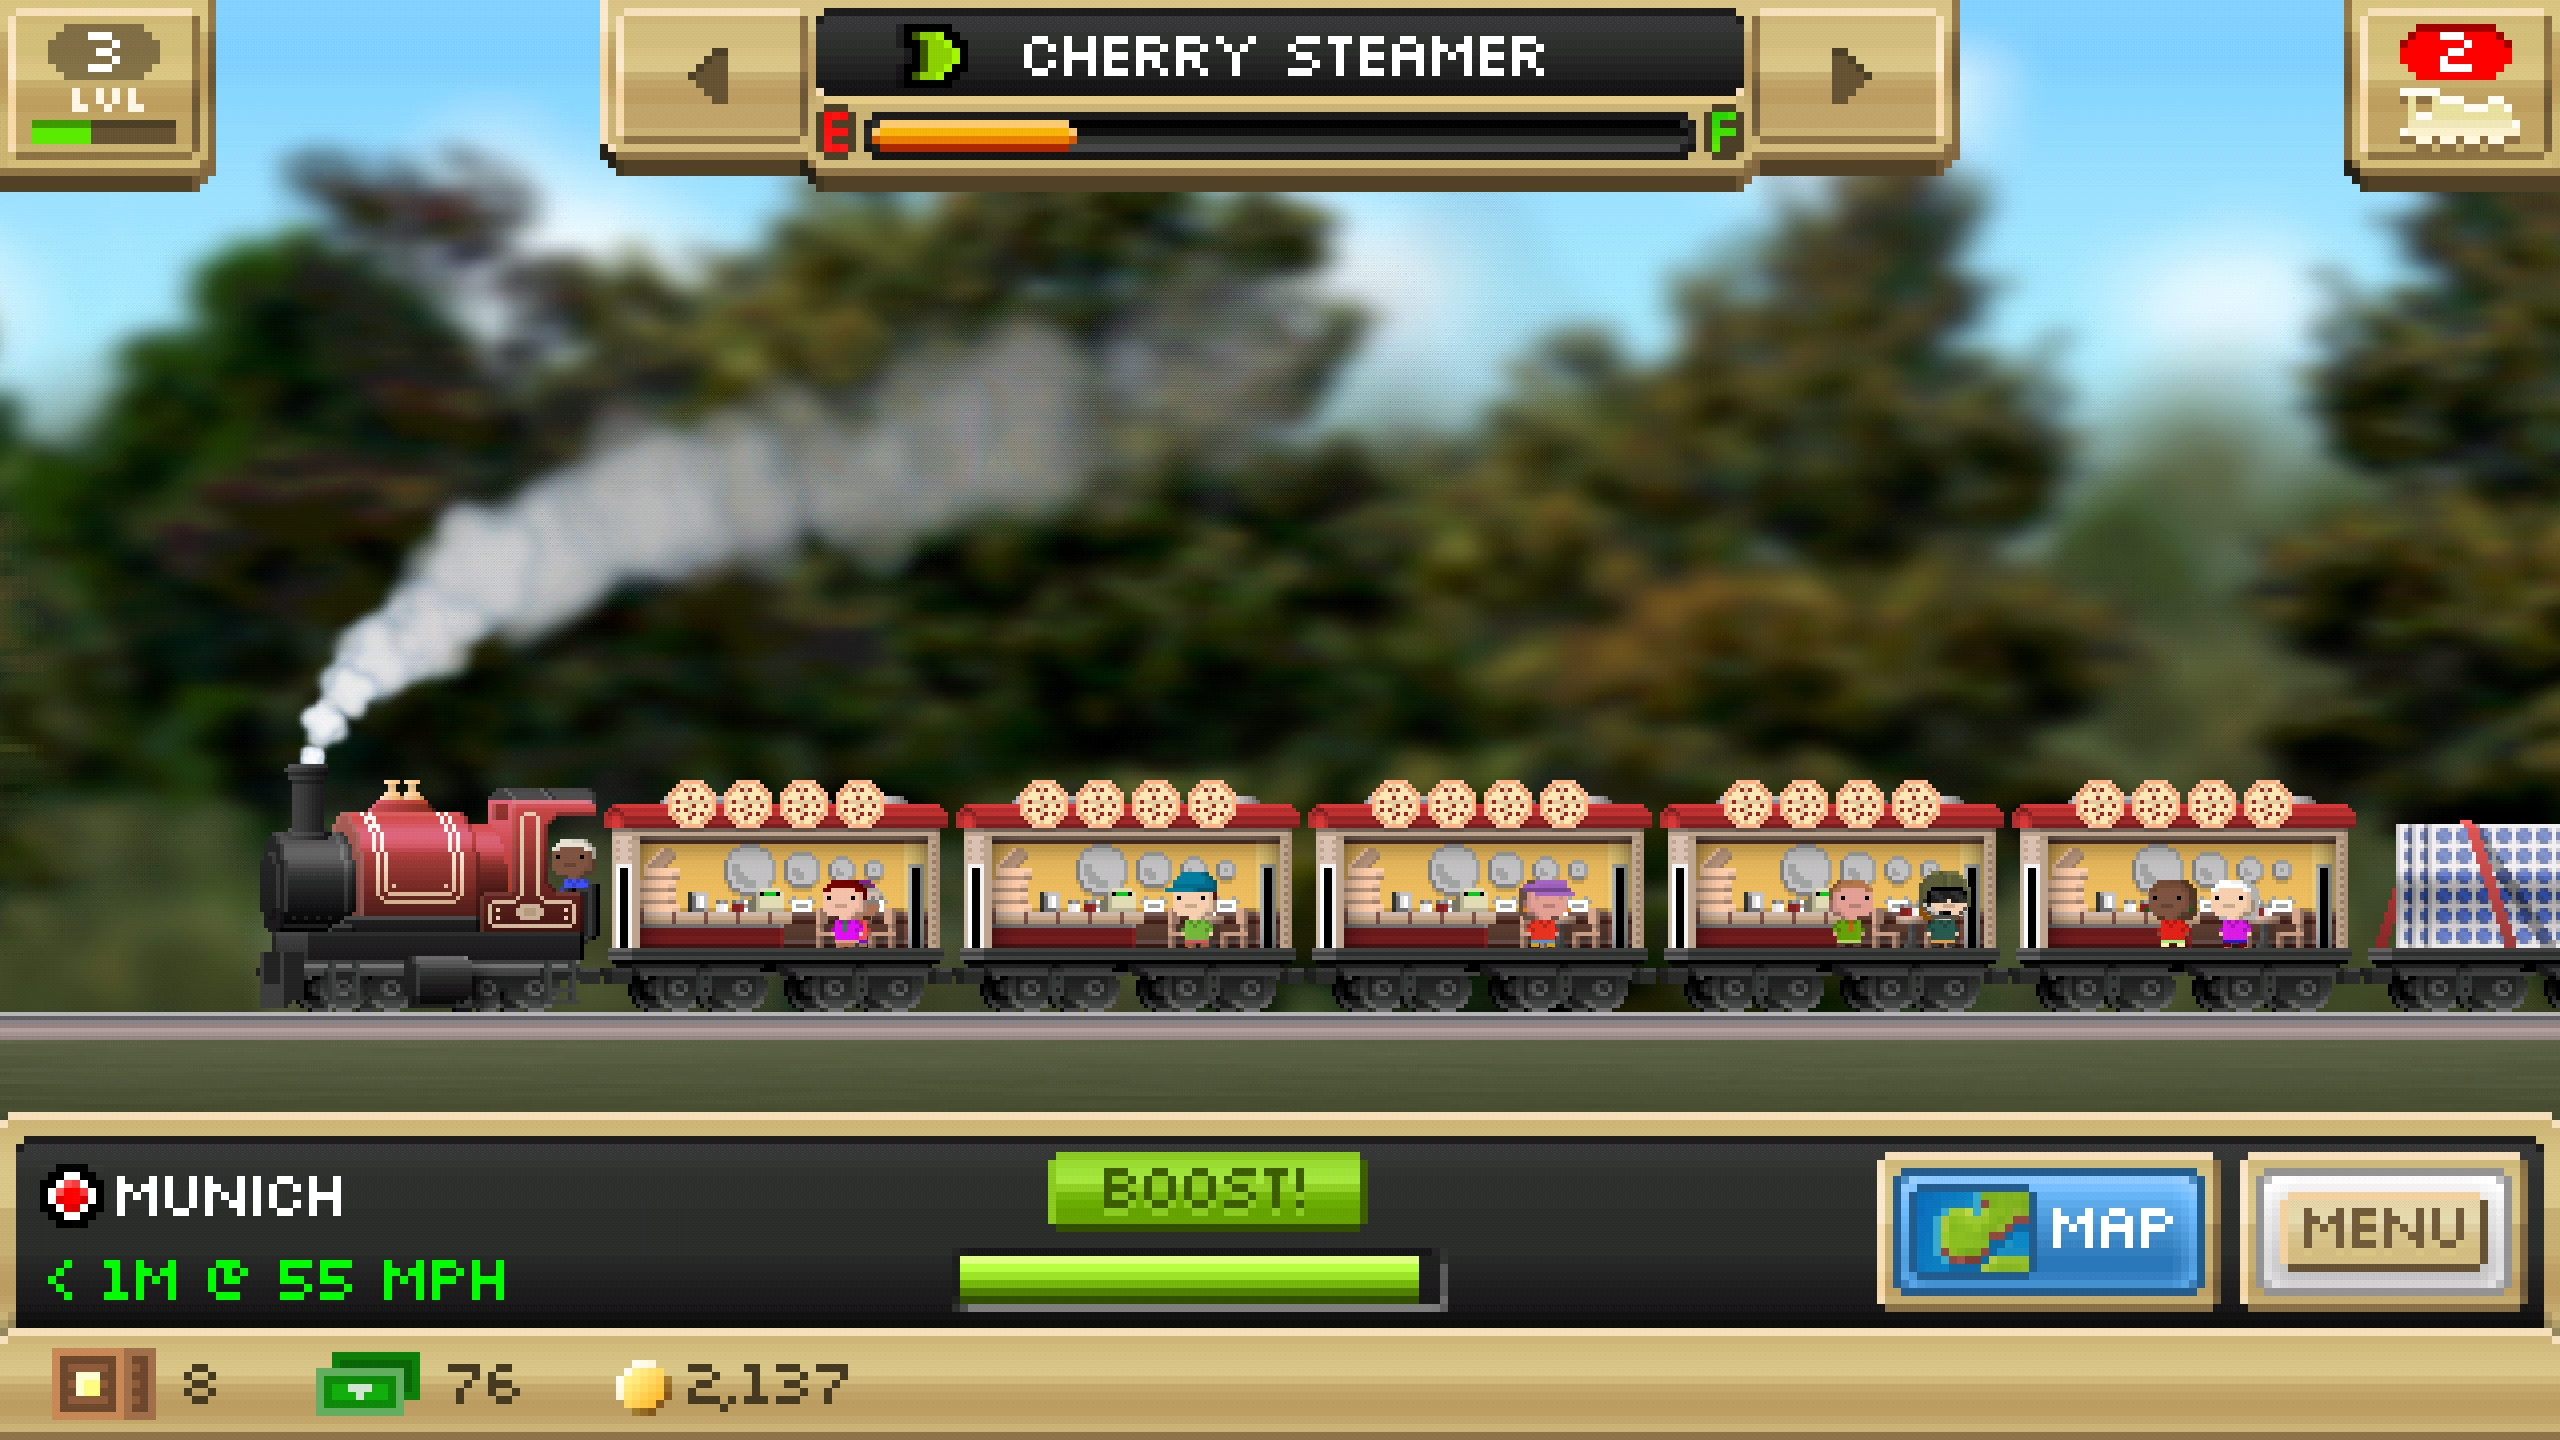 3
LVL
CHERRY STEAMER
E F
2
MUNICH
< 1M @ 55 MPH
BOOST!
MAP
MENU
8
76
2,137